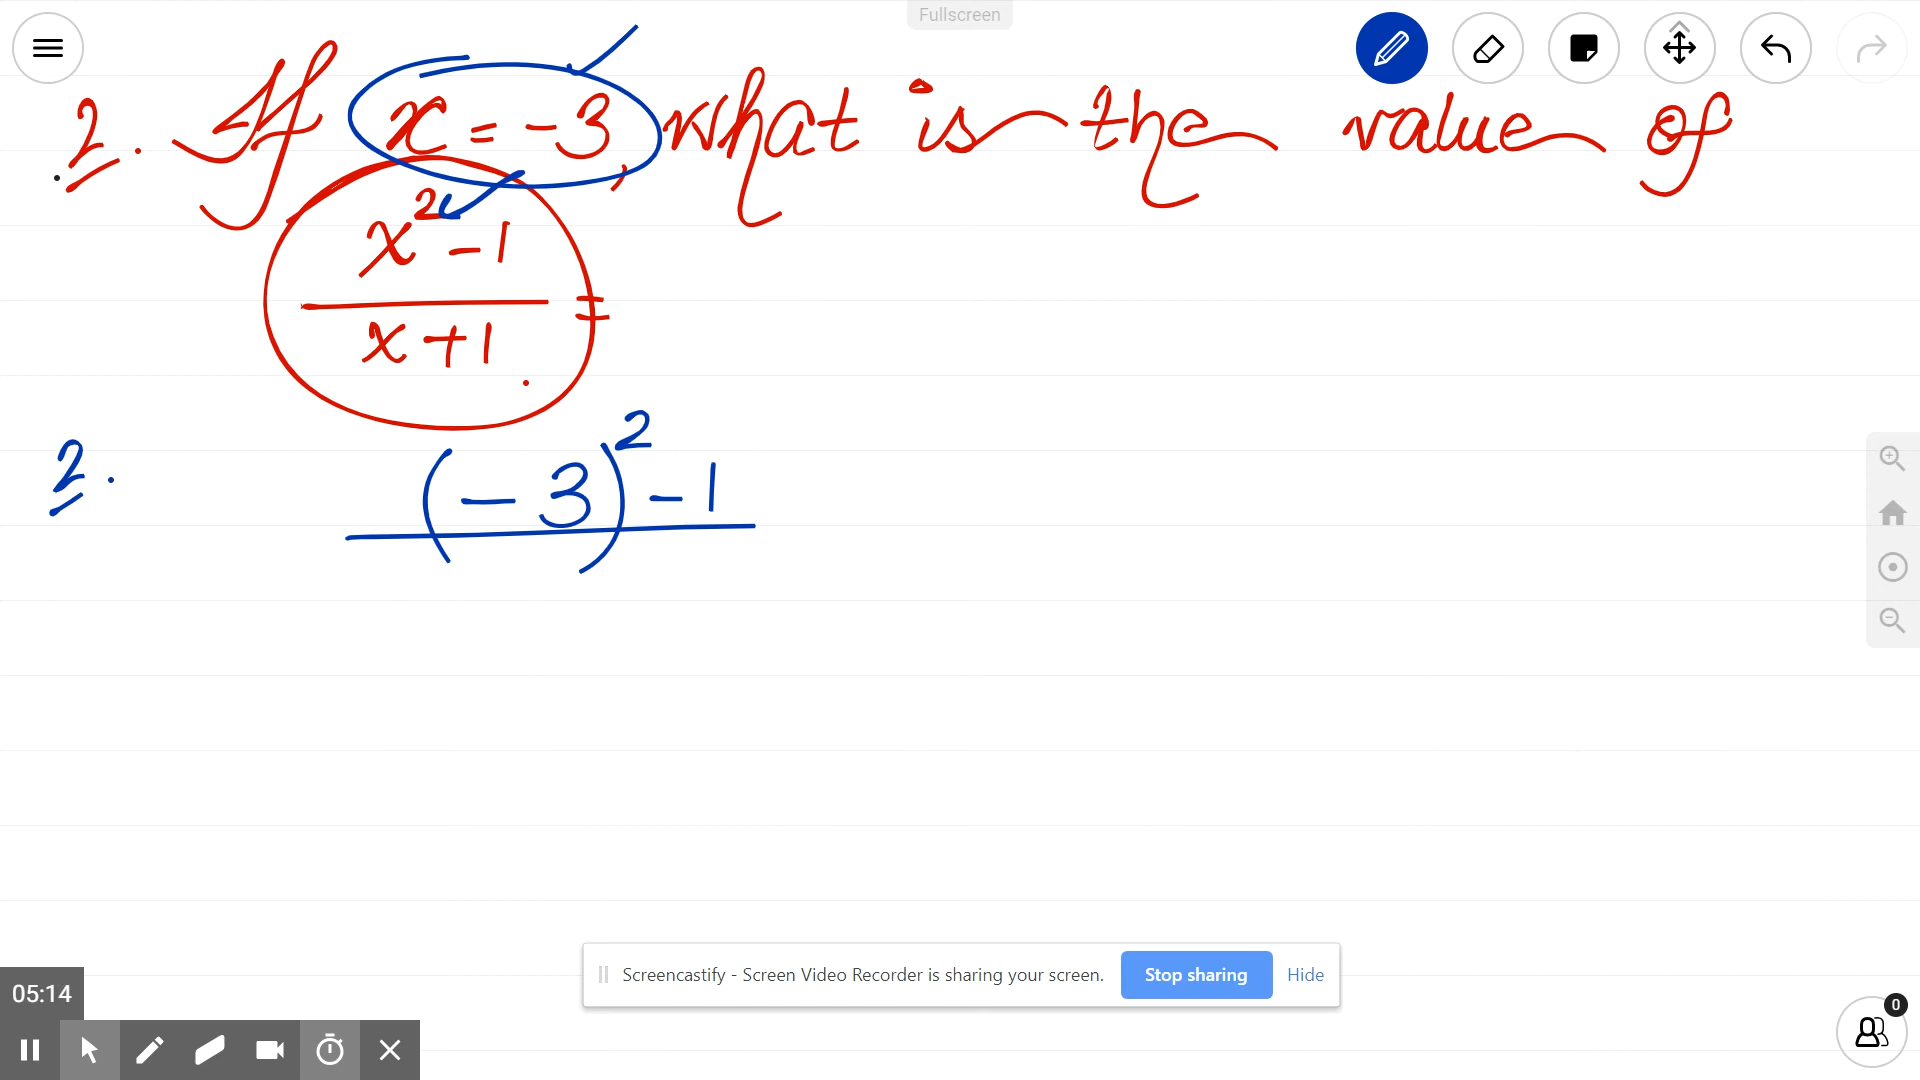 Fullscreen
2. If x = -3, what is the value of
x² - 1
x + 1
=
2.
(-3)² - 1
Screencastify - Screen Video Recorder is sharing your screen. Stop sharing Hide
05:14
0